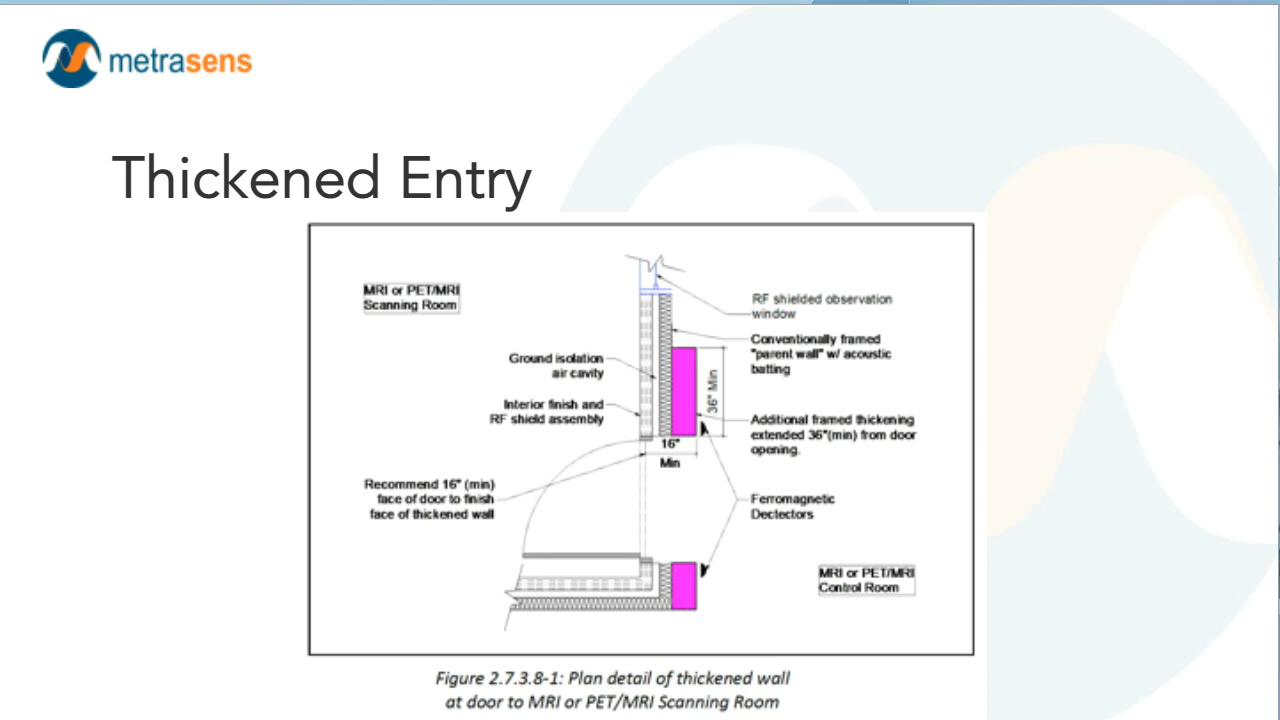 metrasens
Thickened Entry
MRI or PET/MRI
Scanning Room
RF shielded observation
window
Conventionally framed
"parent wall" w/ acoustic
batting
Ground isolation
air cavity
36" Min
Interior finish and
RF shield assembly
Additional framed thickening
extended 36"(min) from door
opening.
16"
Min
Recommend 16" (min)
face of door to finish
face of thickened wall
Ferromagnetic
Dectectors
MRI or PET/MRI
Control Room
Figure 2.7.3.8-1: Plan detail of thickened wall
at door to MRI or PET/MRI Scanning Room